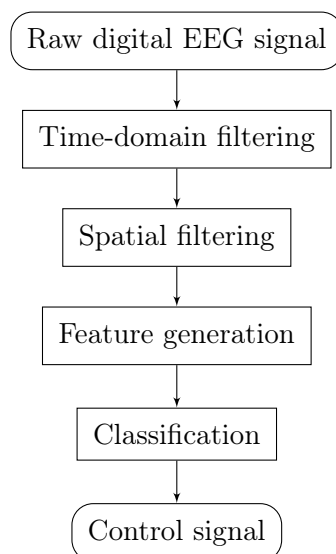 Raw digital EEG signal
Time-domain filtering
Spatial filtering
Feature generation
Classification
Control signal